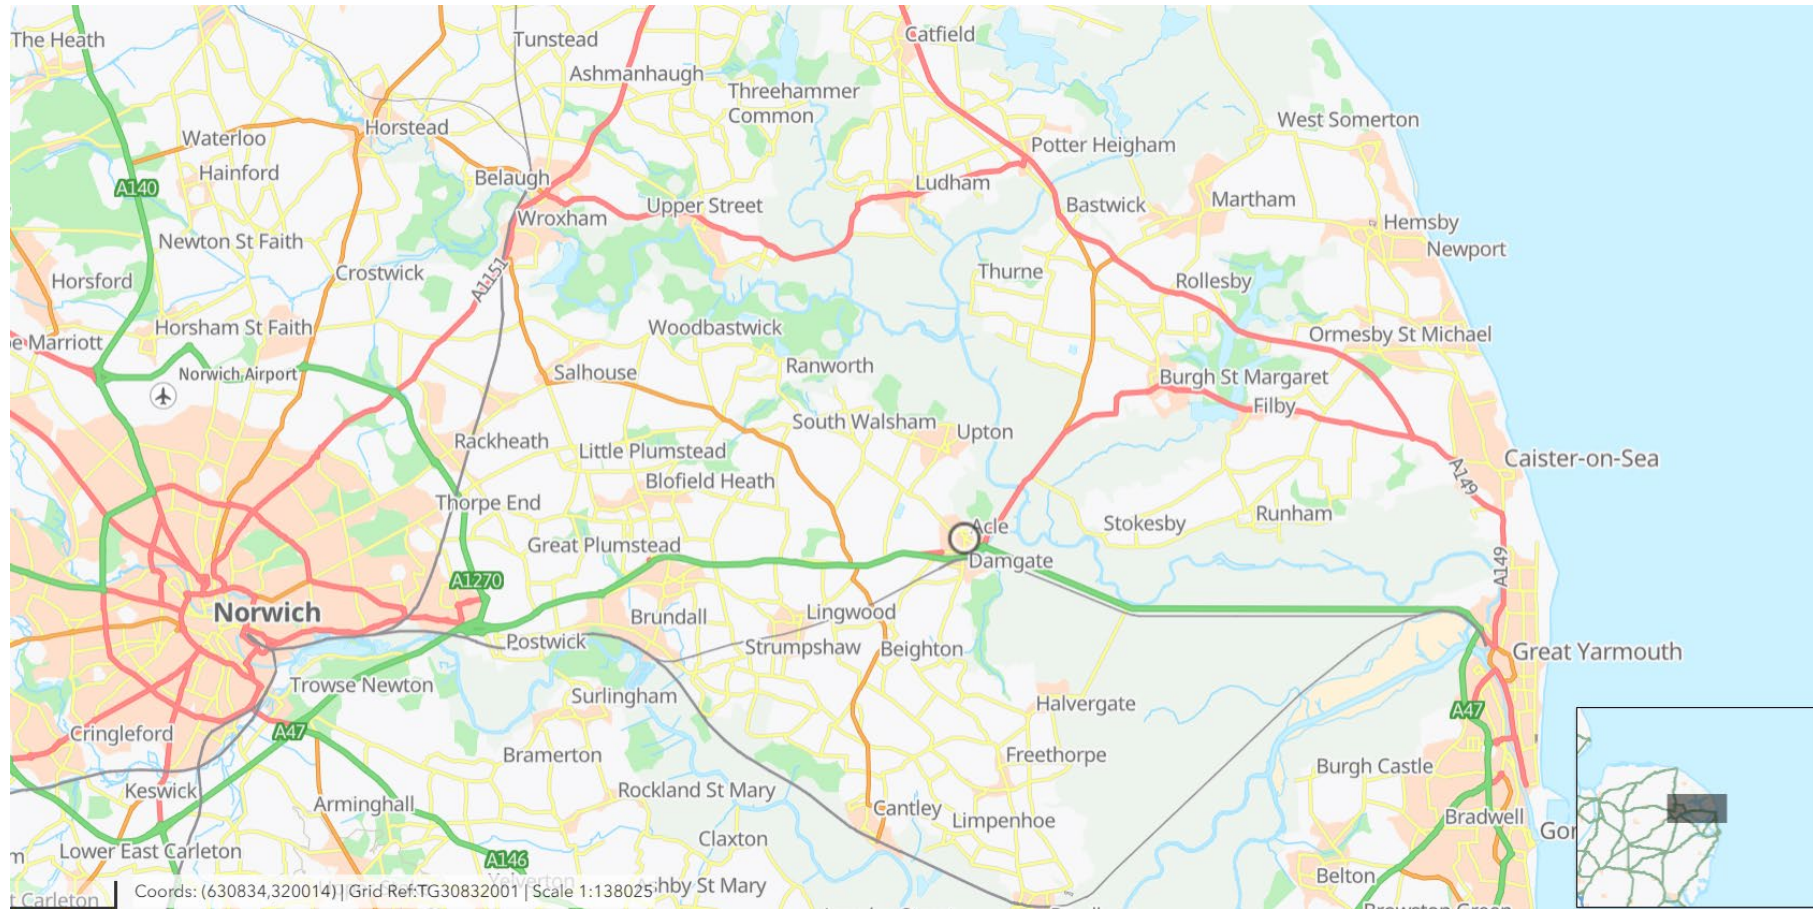 The Heath
Tunstead
Catfield
Ashmanhaugh
Threehammer
Common
West Somerton
Horstead
Waterloo
Potter Heigham
Hainford
Belaugh
Ludham
A140
Martham
Upper Street
Bastwick
Wroxham
Hemsby
Newton St Faith
Newport
Crostwick
A1151
Thurne
Horsford
Rollesby
Horsham St Faith
Woodbastwick
Ormesby St Michael
e Marriott
Ranworth
Norwich Airport
Salhouse
Burgh St Margaret
Filby
South Walsham
Upton
Rackheath
Little Plumstead
Caister-on-Sea
Blofield Heath
A149
Thorpe End
Runham
Stokesby
Acle
Great Plumstead
Damgate
A149
A1270
Norwich
Lingwood
Brundall
Postwick
Strumpshaw
Beighton
Great Yarmouth
Trowse Newton
Surlingham
Halvergate
A47
Cringleford
A47
Bramerton
Freethorpe
Burgh Castle
Keswick
Rockland St Mary
Arminghall
Cantley
Limpenhoe
Bradwell
Gor
Claxton
m
Lower East Carleton
A146
Yelverton
Coords: (630834,320014) | Grid Ref:TG30832001 | Scale 1:138025
hby St Mary
Belton
t Carleton